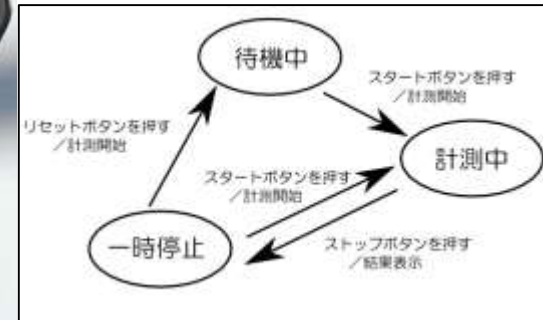 待機中
スタートボタンを押す
／計測開始
リセットボタンを押す
／計測開始
計測中
スタートボタンを押す
／計測開始
一時停止
ストップボタンを押す
／結果表示